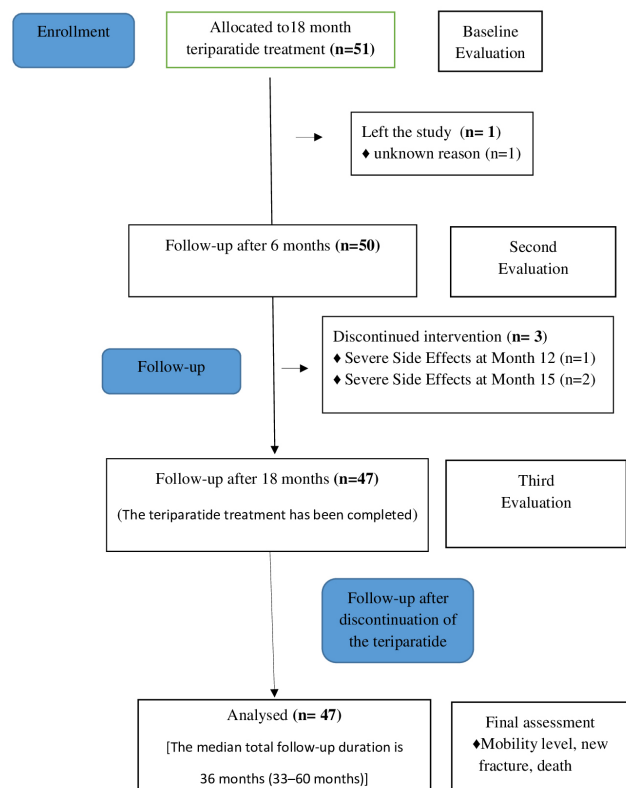 Enrollment
Allocated to18 month
teriparatide treatment (n=51)
Baseline
Evaluation
Left the study (n= 1)
♦ unknown reason (n=1)
Follow-up after 6 months (n=50)
Second
Evaluation
Follow-up
Discontinued intervention (n= 3)
♦ Severe Side Effects at Month 12 (n=1)
♦ Severe Side Effects at Month 15 (n=2)
Follow-up after 18 months (n=47)
(The teriparatide treatment has been completed)
Third
Evaluation
Follow-up after
discontinuation of
the teriparatide
Analysed (n= 47)
[The median total follow-up duration is
36 months (33–60 months)]
Final assessment
♦Mobility level, new
fracture, death